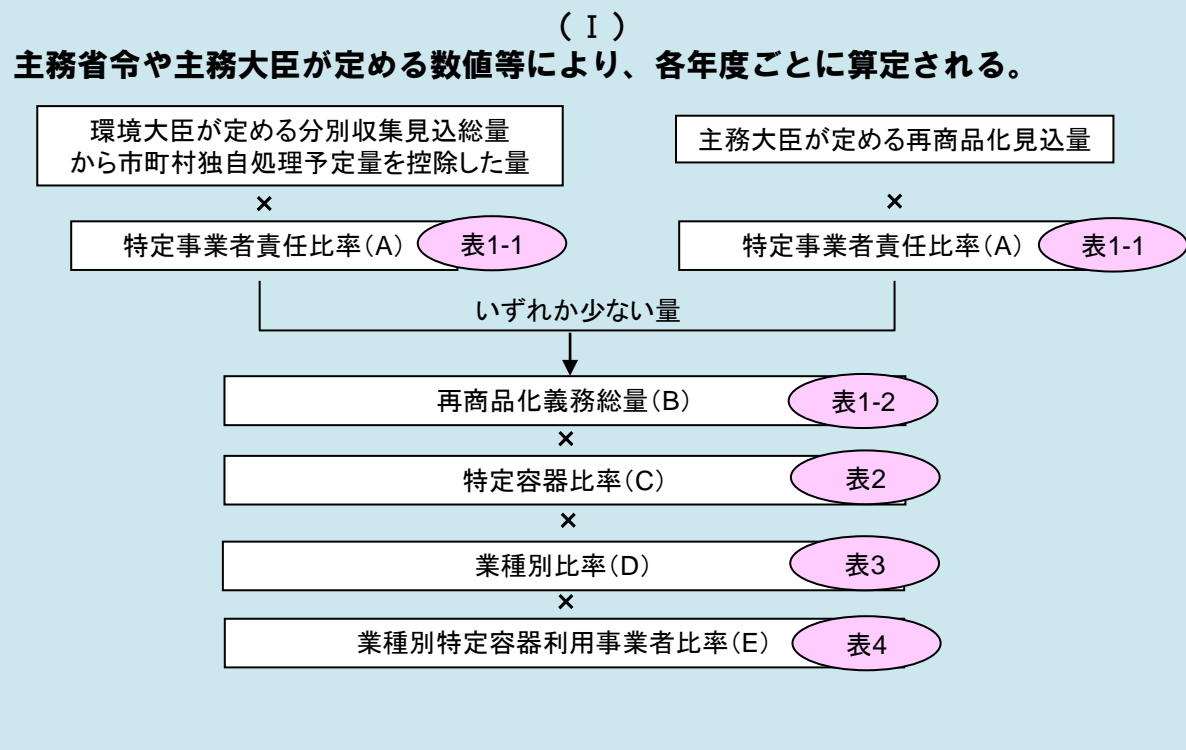 （Ⅰ）
主務省令や主務大臣が定める数値等により、各年度ごとに算定される。
環境大臣が定める分別収集見込総量
から市町村独自処理予定量を控除した量
主務大臣が定める再商品化見込量
×
×
特定事業者責任比率（A）
表1-1
特定事業者責任比率（A）
表1-1
いずれか少ない量
再商品化義務総量（B）
表1-2
×
特定容器比率（C）
表2
×
業種別比率（D）
表3
×
業種別特定容器利用事業者比率（E）
表4